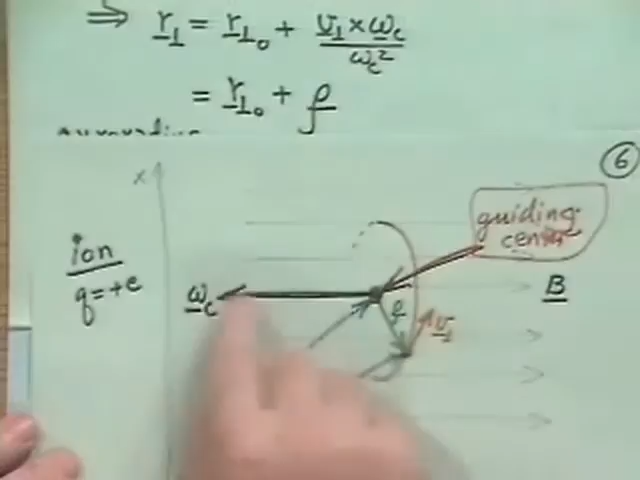 ⇒ r⊥ = r⊥₀ + v⊥ × ω_c / ω_c²
= r⊥₀ + ρ
6
x
guiding
center
ion
q=+e
ω_c
B
ρ
v⊥